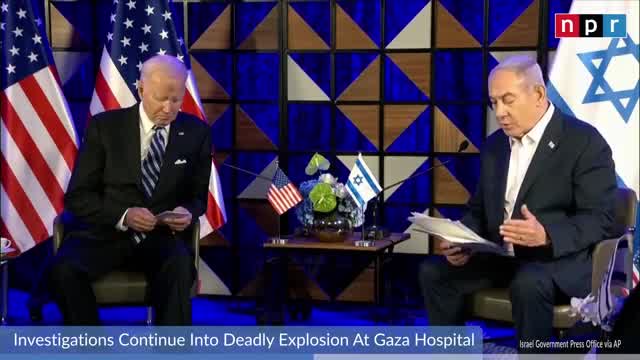 npr
Investigations Continue Into Deadly Explosion At Gaza Hospital
Israel Government Press Office via AP